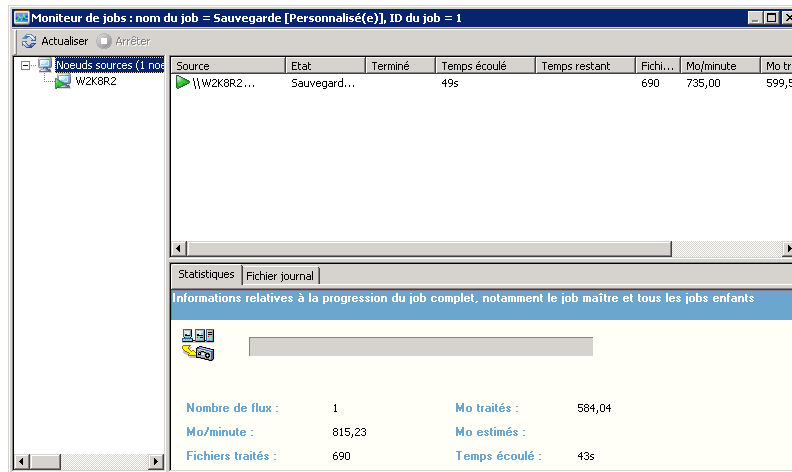 Moniteur de jobs : nom du job = Sauvegarde [Personnalisé(e)], ID du job = 1
Actualiser Arrêter
Noeuds sources (1 noe
W2K8R2
Source Etat Terminé Temps écoulé Temps restant Fichi... Mo/minute Mo tr
\\W2K8R2... Sauvegard... 49s 690 735,00 599,5
Statistiques Fichier journal
Informations relatives à la progression du job complet, notamment le job maître et tous les jobs enfants
Nombre de flux : 1 Mo traités : 584,04
Mo/minute : 815,23 Mo estimés :
Fichiers traités : 690 Temps écoulé : 43s